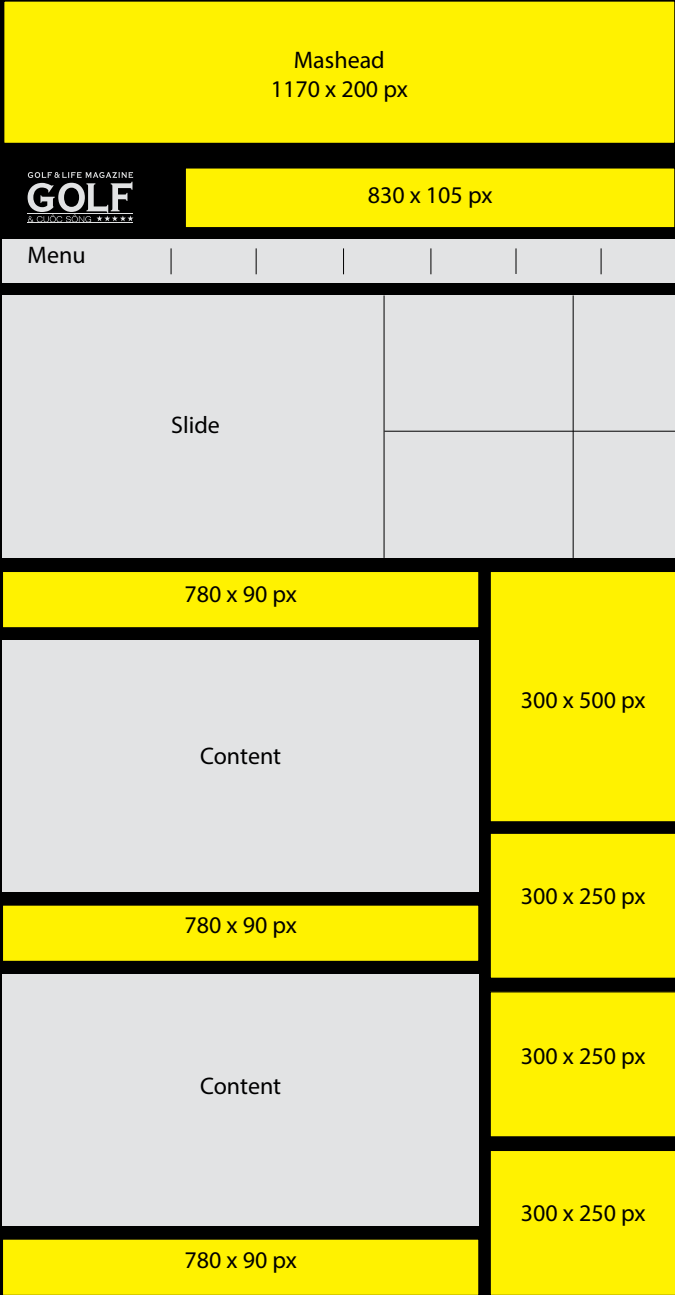 Mashead
1170 x 200 px
GOLF & LIFE MAGAZINE
GOLF
& CUỘC SỐNG ★★★★★
830 x 105 px
Menu
Slide
780 x 90 px
300 x 500 px
Content
300 x 250 px
780 x 90 px
300 x 250 px
Content
300 x 250 px
780 x 90 px